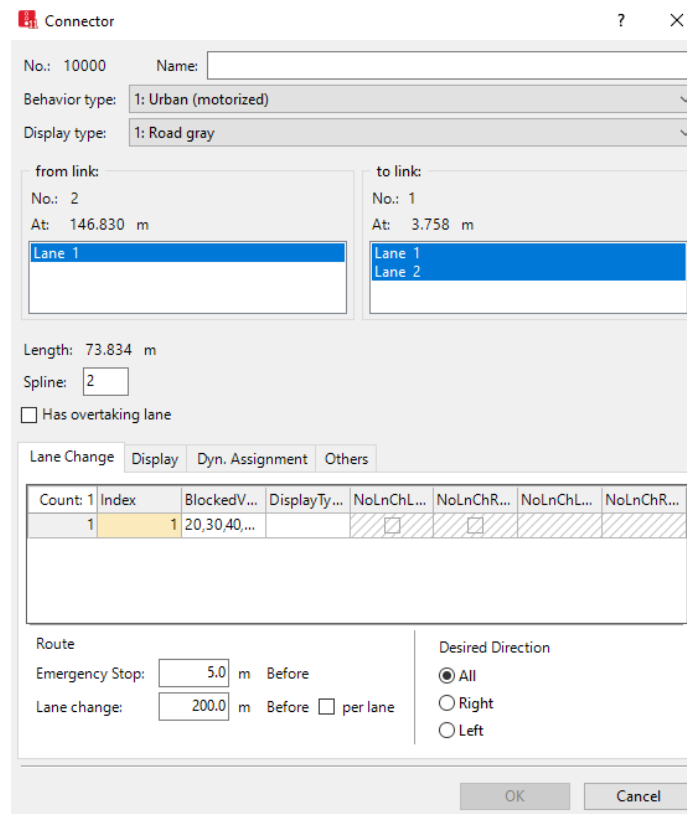 Connector ?
No.: 10000 Name:
Behavior type: 1: Urban (motorized)
Display type: 1: Road gray
from link: to link:
No.: 2 No.: 1
At: 146.830 m At: 3.758 m
Lane 1 Lane 1
Lane 2
Length: 73.834 m
Spline: 2
Has overtaking lane
Lane Change Display Dyn. Assignment Others
Count: 1 Index BlockedV... DisplayTy... NoLnChL... NoLnChR... NoLnChL... NoLnChR...
1 1 20,30,40,...
Route Desired Direction
Emergency Stop: 5.0 m Before All
Lane change: 200.0 m Before per lane Right
Left
OK Cancel